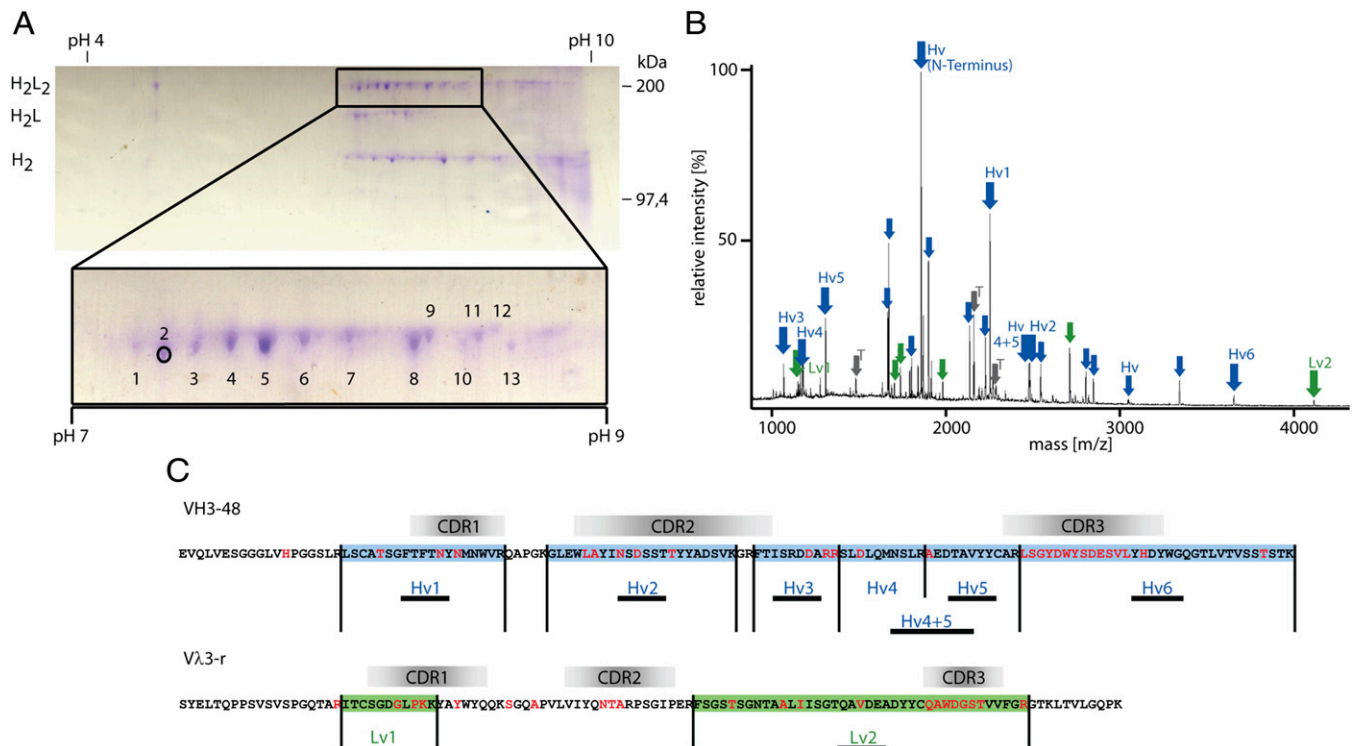 A
pH 4
pH 10
kDa
H2L2
200
H2L
H2
97,4
2
9
11
12
1
3
4
5
6
7
8
10
13
pH 7
pH 9
B
100
50
relative intensity [%]
Hv
(N-Terminus)
Hv1
Hv5
Hv3
Hv4
Lv1
T
T
T
Hv
4+5
Hv2
Hv
Hv6
Lv2
1000
2000
3000
4000
mass [m/z]
C
VH3-48
CDR1
CDR2
CDR3
EVQLVESGGGLVHPGGSLRLSCATSGFTFTNYNMNWVRQAPGKGLEWLAYINSDSSTTYYADSVKGRFTISRDDARRSLDLQMNSLRAEDTAVYYCARLSGYDWYSDESVLYHDYWGQGTLVTVSSTSTK
Hv1
Hv2
Hv3
Hv4
Hv5
Hv6
Hv4+5
Vλ3-r
CDR1
CDR2
CDR3
SYELTQPPSVSVSPGQTARITCSGDGLPKKYAYWYQQKSGQAPVLVIYQNTARPSGIPERFSGSTSGNTAALIISGTQAVDEADYYCQAWDGSTVVFGRGTKLTVLGQPK
Lv1
Lv2